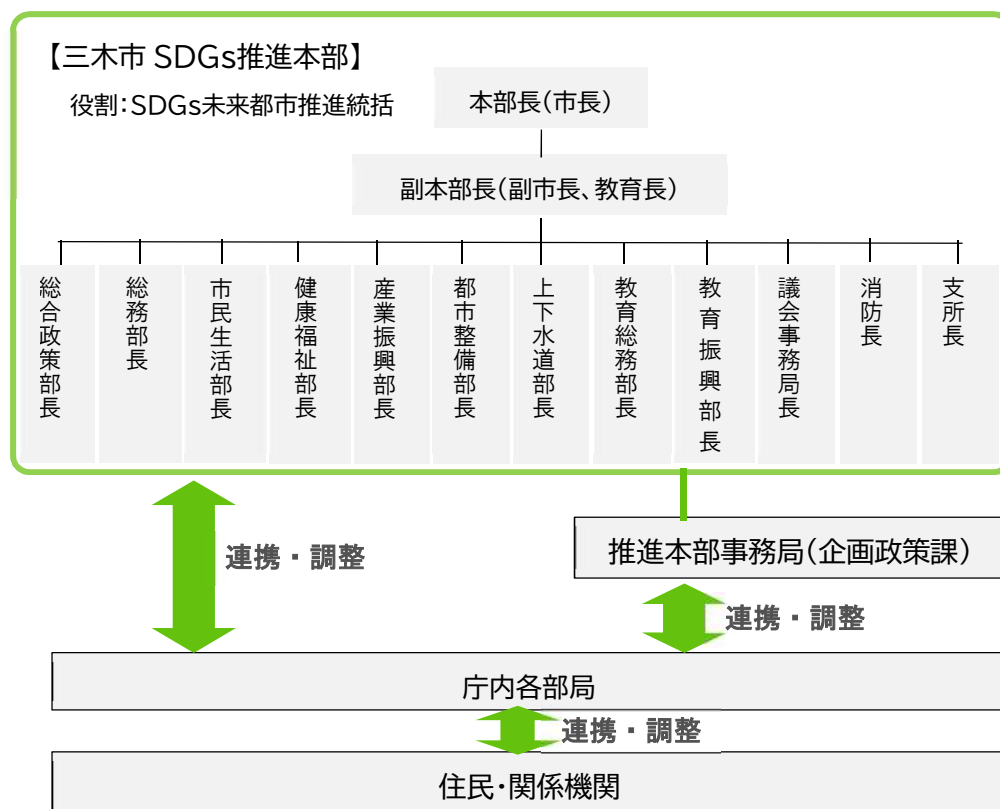 【三木市 SDGs推進本部】
役割:SDGs未来都市推進統括
本部長(市長)
副本部長(副市長、教育長)
総合政策部長
総務部長
市民生活部長
健康福祉部長
産業振興部長
都市整備部長
上下水道部長
教育総務部長
教育振興部長
議会事務局長
消防長
支所長
連携・調整
推進本部事務局(企画政策課)
連携・調整
庁内各部局
連携・調整
住民・関係機関